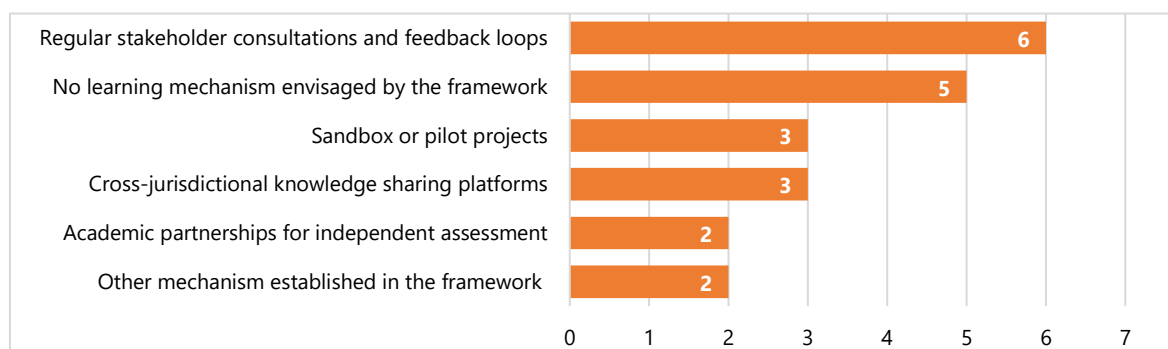 Regular stakeholder consultations and feedback loops 6
No learning mechanism envisaged by the framework 5
Sandbox or pilot projects 3
Cross-jurisdictional knowledge sharing platforms 3
Academic partnerships for independent assessment 2
Other mechanism established in the framework 2
0 1 2 3 4 5 6 7